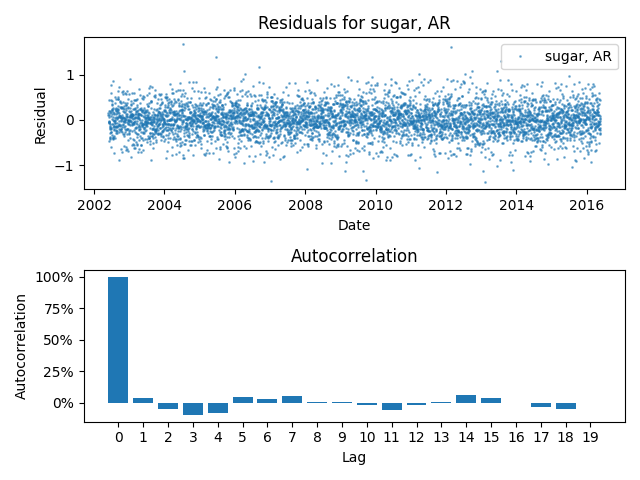 Residuals for sugar, AR
sugar, AR
1
0
−1
Residual
2002 2004 2006 2008 2010 2012 2014 2016
Date
Autocorrelation
100%
75%
50%
25%
0%
Autocorrelation
0 1 2 3 4 5 6 7 8 9 10 11 12 13 14 15 16 17 18 19
Lag